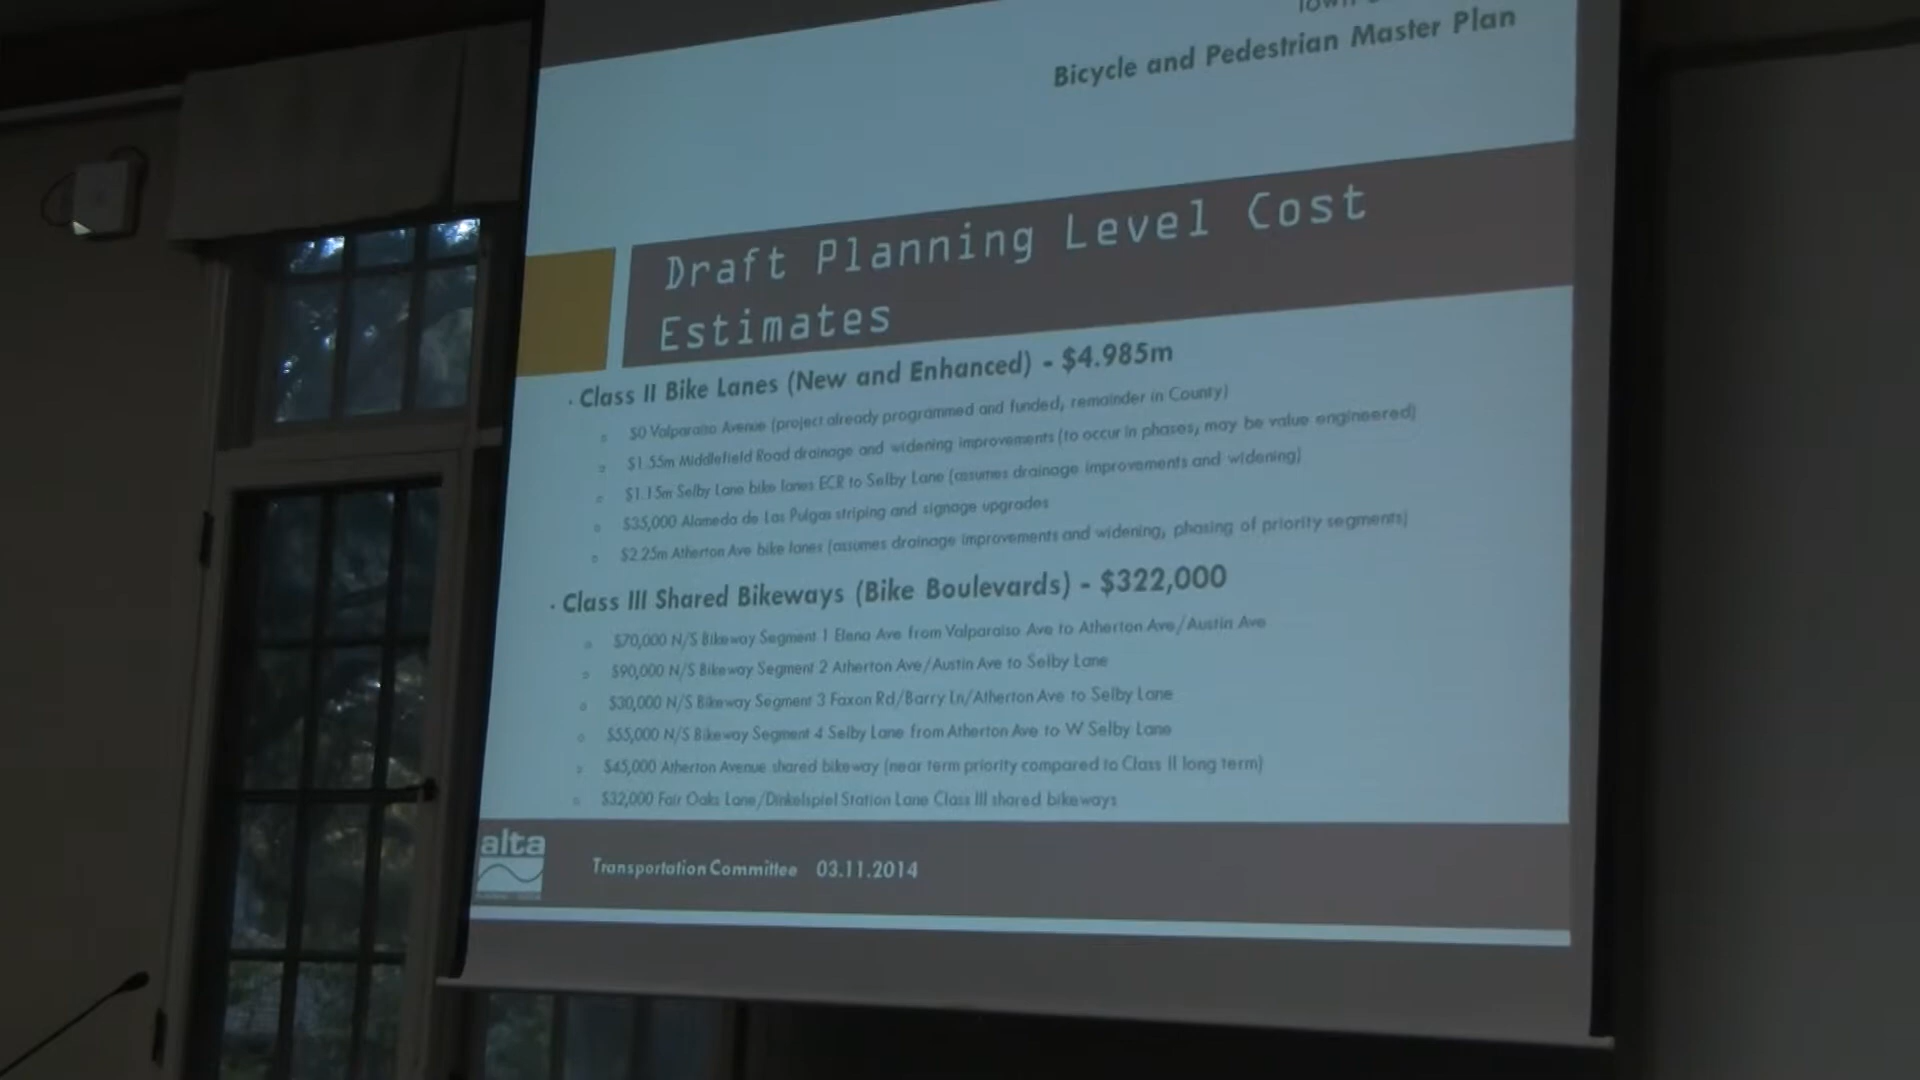 Bicycle and Pedestrian Master Plan
Draft Planning Level Cost
Estimates
· Class II Bike Lanes (New and Enhanced) - $4.985m
$0 Valparaiso Avenue (project already programmed and funded, remainder in County)
$1.55m Middlefield Road drainage and widening improvements (to occur in phases, may be value engineered)
$1.15m Selby Lane bike lanes ECR to Selby Lane (assumes drainage improvements and widening)
$35,000 Alameda de Las Pulgas striping and signage upgrades
$2.25m Atherton Ave bike lanes (assumes drainage improvements and widening, phasing of priority segments)
· Class III Shared Bikeways (Bike Boulevards) - $322,000
$70,000 N/S Bikeway Segment 1 Elena Ave from Valparaiso Ave to Atherton Ave/Austin Ave
$90,000 N/S Bikeway Segment 2 Atherton Ave/Austin Ave to Selby Lane
$30,000 N/S Bikeway Segment 3 Faxon Rd/Barry Ln/Atherton Ave to Selby Lane
$55,000 N/S Bikeway Segment 4 Selby Lane from Atherton Ave to W Selby Lane
$45,000 Atherton Avenue shared bikeway (near term priority compared to Class II long term)
$32,000 Fair Oaks Lane/Dinkelspiel Station Lane Class III shared bikeways
alta
Transportation Committee 03.11.2014